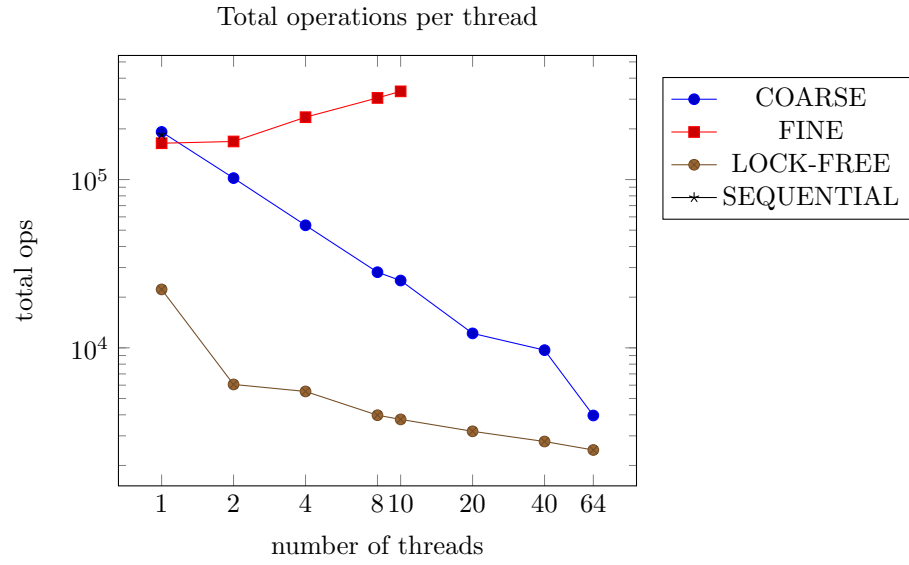 Total operations per thread
COARSE
FINE
LOCK-FREE
SEQUENTIAL
10^5
10^4
total ops
1 2 4 8 10 20 40 64
number of threads